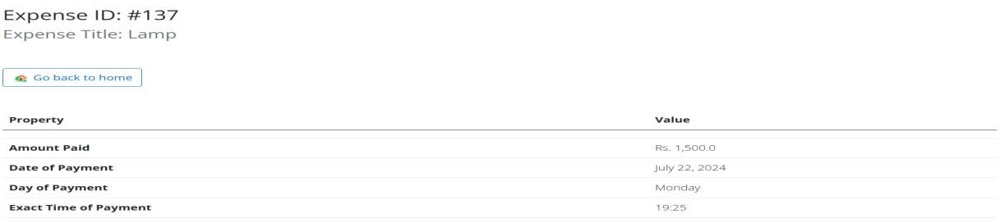 Expense ID: #137
Expense Title: Lamp
Go back to home
Property Value
Amount Paid Rs. 1,500.0
Date of Payment July 22, 2024
Day of Payment Monday
Exact Time of Payment 19:25